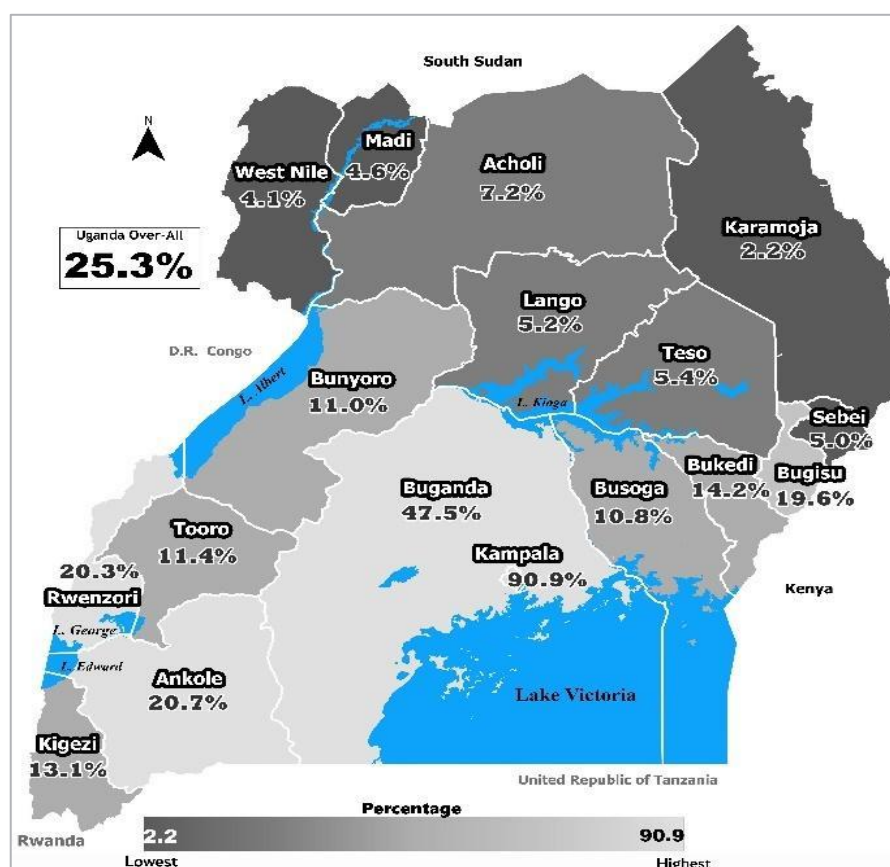 South Sudan
N
Madi
4.6%
West Nile
4.1%
Acholi
7.2%
Karamoja
2.2%
Uganda Over-All
25.3%
Lango
5.2%
D.R. Congo
Teso
5.4%
L. Albert
Bunyoro
11.0%
L. Kioga
Sebei
5.0%
Bukedi
14.2%
Bugisu
19.6%
Buganda
47.5%
Busoga
10.8%
Tooro
11.4%
Kampala
90.9%
20.3%
Rwenzori
Kenya
L. George
L. Edward
Ankole
20.7%
Lake Victoria
Kigezi
13.1%
United Republic of Tanzania
Percentage
Rwanda
2.2
90.9
Lowest
Highest